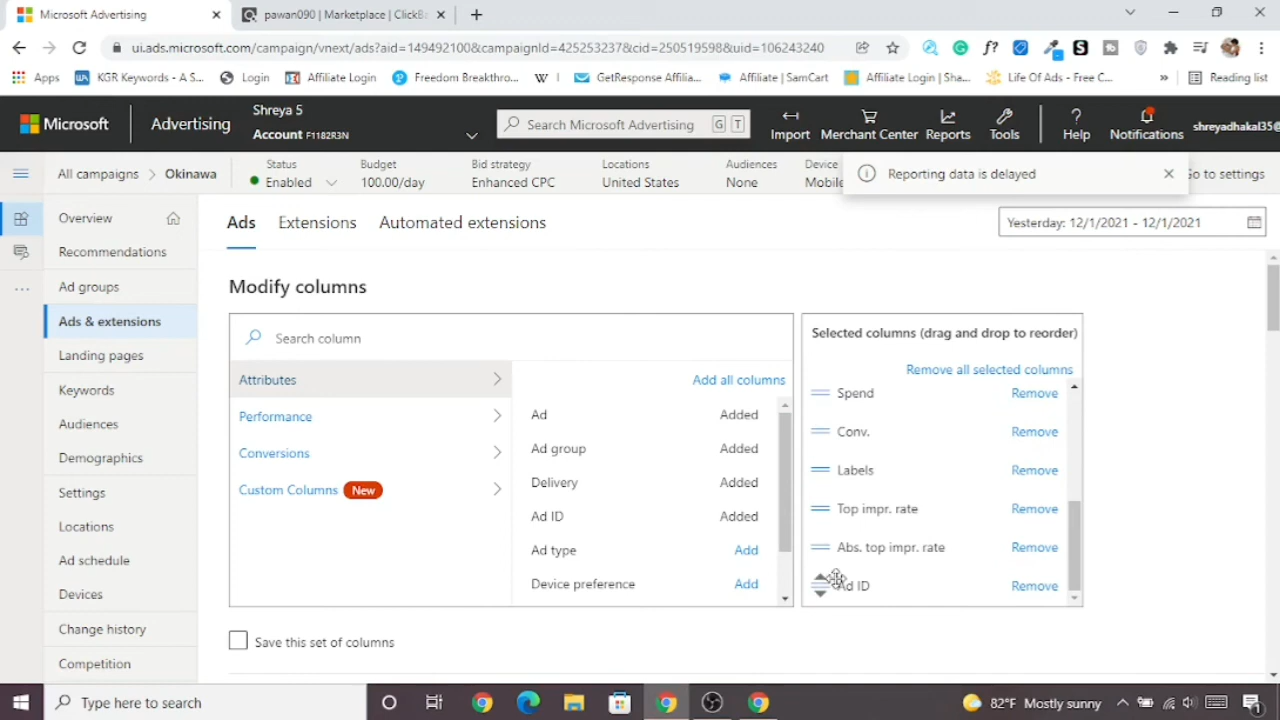 Microsoft Advertising
pawan090 | Marketplace | ClickBa
ui.ads.microsoft.com/campaign/vnext/ads?aid=149492100&campaignId=4252532378&cid=250519598&uid=106243240
Apps
KGR Keywords - A S...
Login
Affiliate Login
Freedom Breakthro...
W
GetResponse Affilia...
Affiliate | SamCart
Affiliate Login | Sha...
Life Of Ads - Free C...
»
Reading list
Microsoft
Advertising
Shreya 5
Account F1182R3N
Search Microsoft Advertising
G T
Import
Merchant Center
Reports
Tools
Help
Notifications
shreyadhakal35@
All campaigns > Okinawa
Status
Enabled
Budget
100.00/day
Bid strategy
Enhanced CPC
Locations
United States
Audiences
None
Device
Mobile
Reporting data is delayed
Go to settings
Overview
Recommendations
Ad groups
Ads & extensions
Landing pages
Keywords
Audiences
Demographics
Settings
Locations
Ad schedule
Devices
Change history
Competition
Ads
Extensions
Automated extensions
Yesterday: 12/1/2021 - 12/1/2021
Modify columns
Search column
Attributes
Performance
Conversions
Custom Columns New
Add all columns
Ad Added
Ad group Added
Delivery Added
Ad ID Added
Ad type Add
Device preference Add
Selected columns (drag and drop to reorder)
Remove all selected columns
Spend Remove
Conv. Remove
Labels Remove
Top impr. rate Remove
Abs. top impr. rate Remove
Ad ID Remove
Save this set of columns
Type here to search
82°F Mostly sunny
1